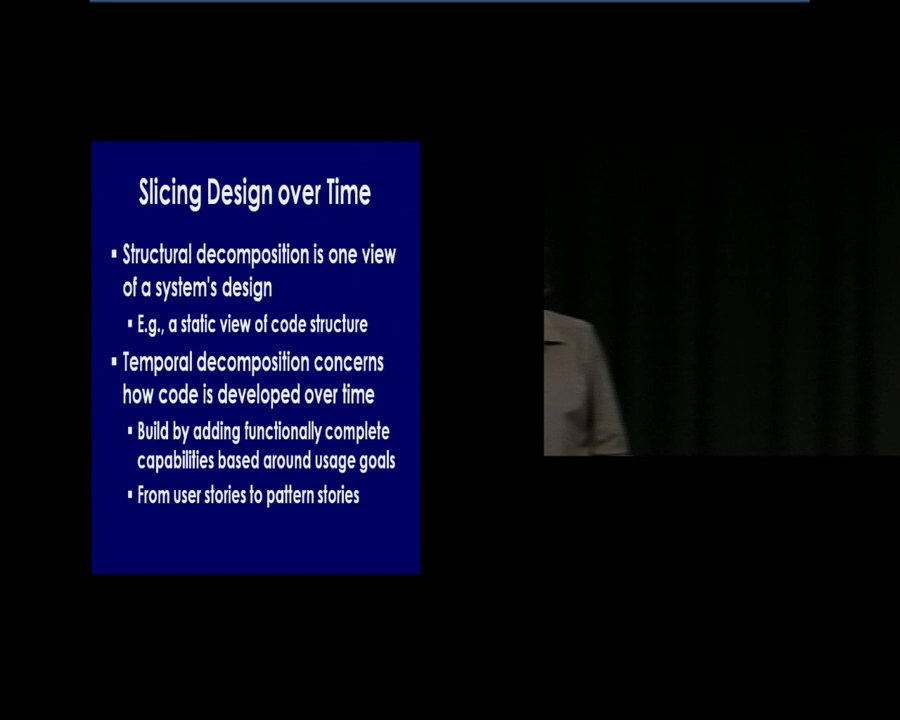 Slicing Design over Time
▪ Structural decomposition is one view
of a system's design
▪ E.g., a static view of code structure
▪ Temporal decomposition concerns
how code is developed over time
▪ Build by adding functionally complete
capabilities based around usage goals
▪ From user stories to pattern stories